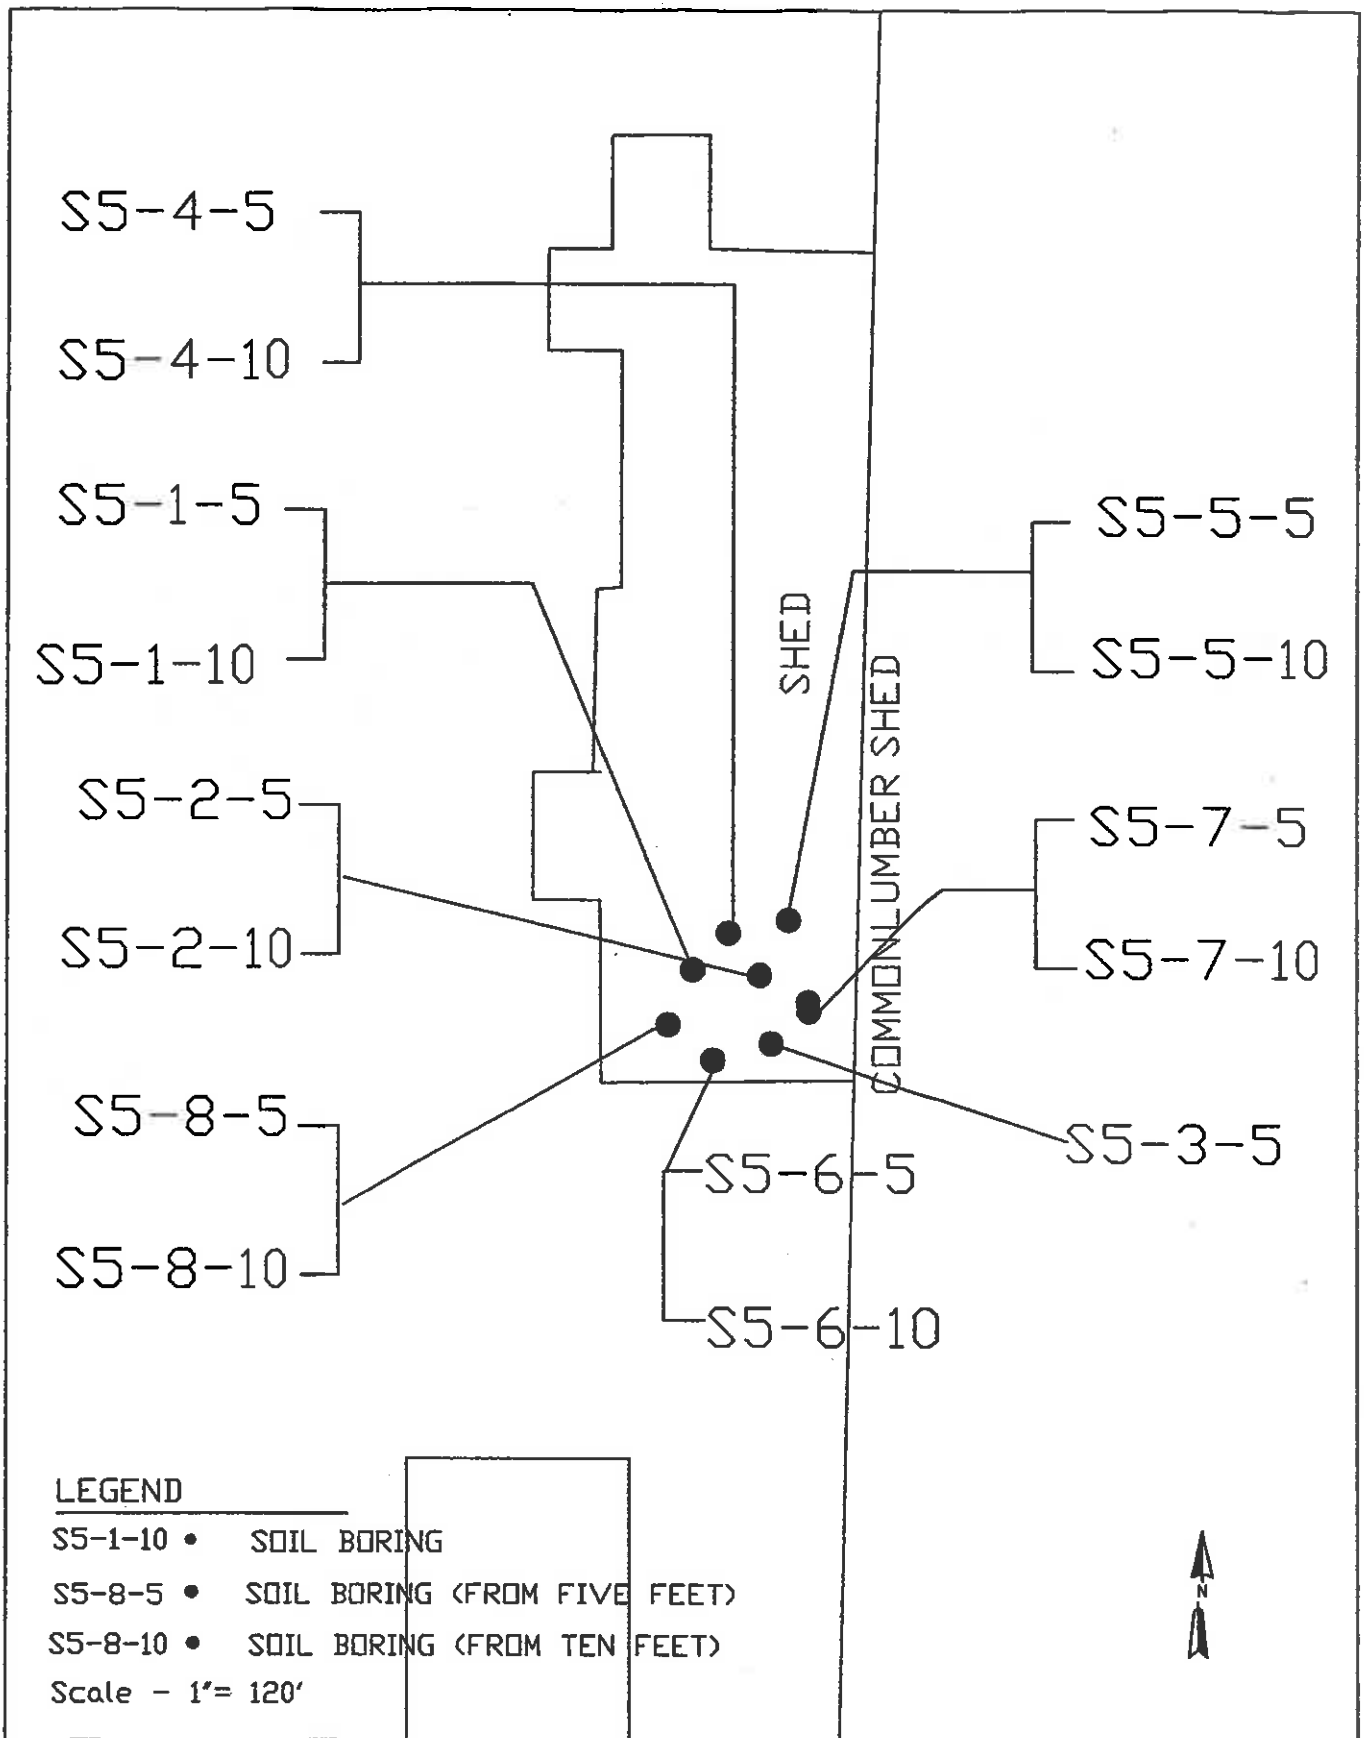 S5-4-5
S5-4-10
S5-1-5
S5-5-5
SHED
S5-1-10
S5-5-10
COMMONLUMBER SHED
S5-2-5
S5-7-5
S5-2-10
S5-7-10
S5-8-5
S5-3-5
S5-6-5
S5-8-10
S5-6-10
LEGEND
S5-1-10 • SOIL BORING
S5-8-5 • SOIL BORING (FROM FIVE FEET)
S5-8-10 • SOIL BORING (FROM TEN FEET)
Scale - 1"= 120'
N